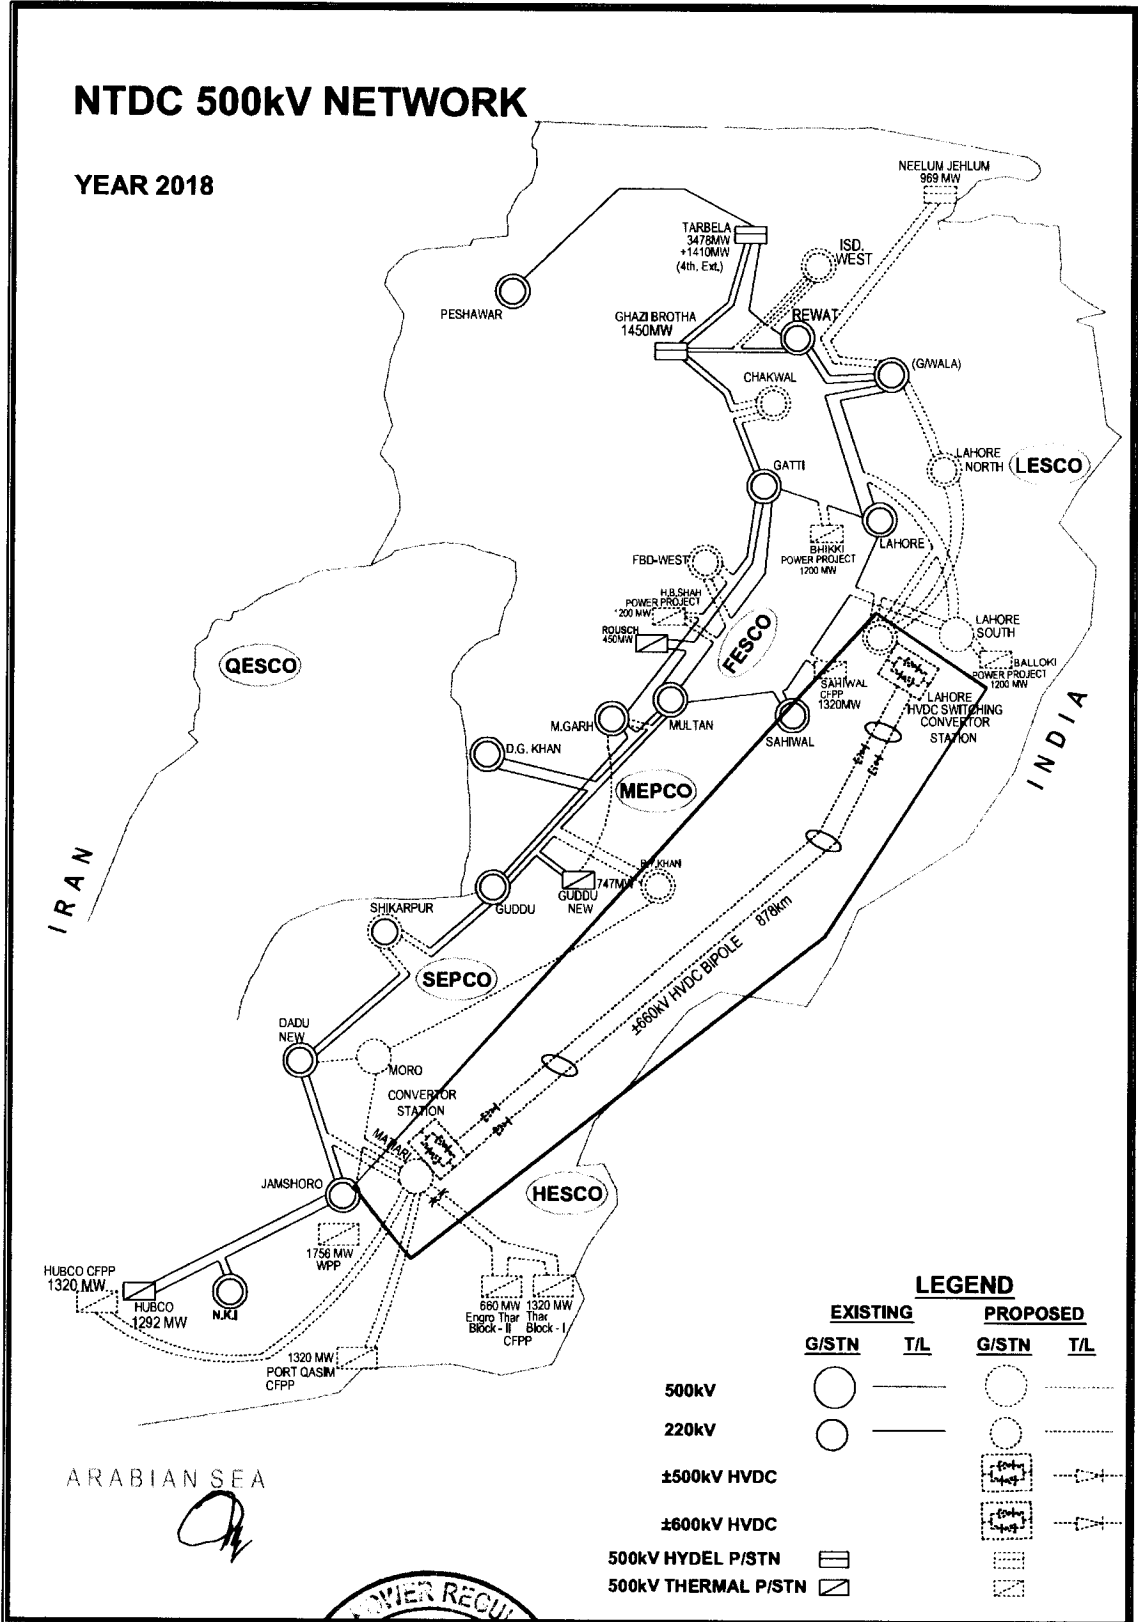 NTDC 500kV NETWORK
YEAR 2018
NEELUM JEHLUM
969 MW
TARBELA
3478MW
+1410MW
(4th. Ext.)
ISD.
WEST
PESHAWAR
GHAZI BROTHA
1450MW
REWAT
(G/WALA)
CHAKWAL
GATTI
LAHORE
NORTH
LESCO
LAHORE
BHIKKI
POWER PROJECT
1200 MW
FBD-WEST
H.B.SHAH
POWER PROJECT
1200 MW
ROUSCH
450MW
FESCO
LAHORE
SOUTH
BALLOKI
POWER PROJECT
1200 MW
QESCO
SAHIWAL
CFPP
1320MW
LAHORE
HVDC SWITCHING
CONVERTOR
STATION
M.GARH
MULTAN
SAHIWAL
D.G. KHAN
MEPCO
INDIA
IRAN
R.Y.KHAN
747MW
GUDDU
NEW
GUDDU
SHIKARPUR
SEPCO
±660kV HVDC BIPOLE 878km
DADU
NEW
MORO
CONVERTOR
STATION
MATIARI
JAMSHORO
HESCO
1756 MW
WPP
HUBCO CFPP
1320 MW
HUBCO
1292 MW
N.K.I
660 MW
Engro Thar
Block - II
1320 MW
Thar
Block - I
CFPP
1320 MW
PORT QASIM
CFPP
ARABIAN SEA
LEGEND
EXISTING PROPOSED
G/STN T/L G/STN T/L
500kV
220kV
±500kV HVDC
±600kV HVDC
500kV HYDEL P/STN
500kV THERMAL P/STN
POWER REGU